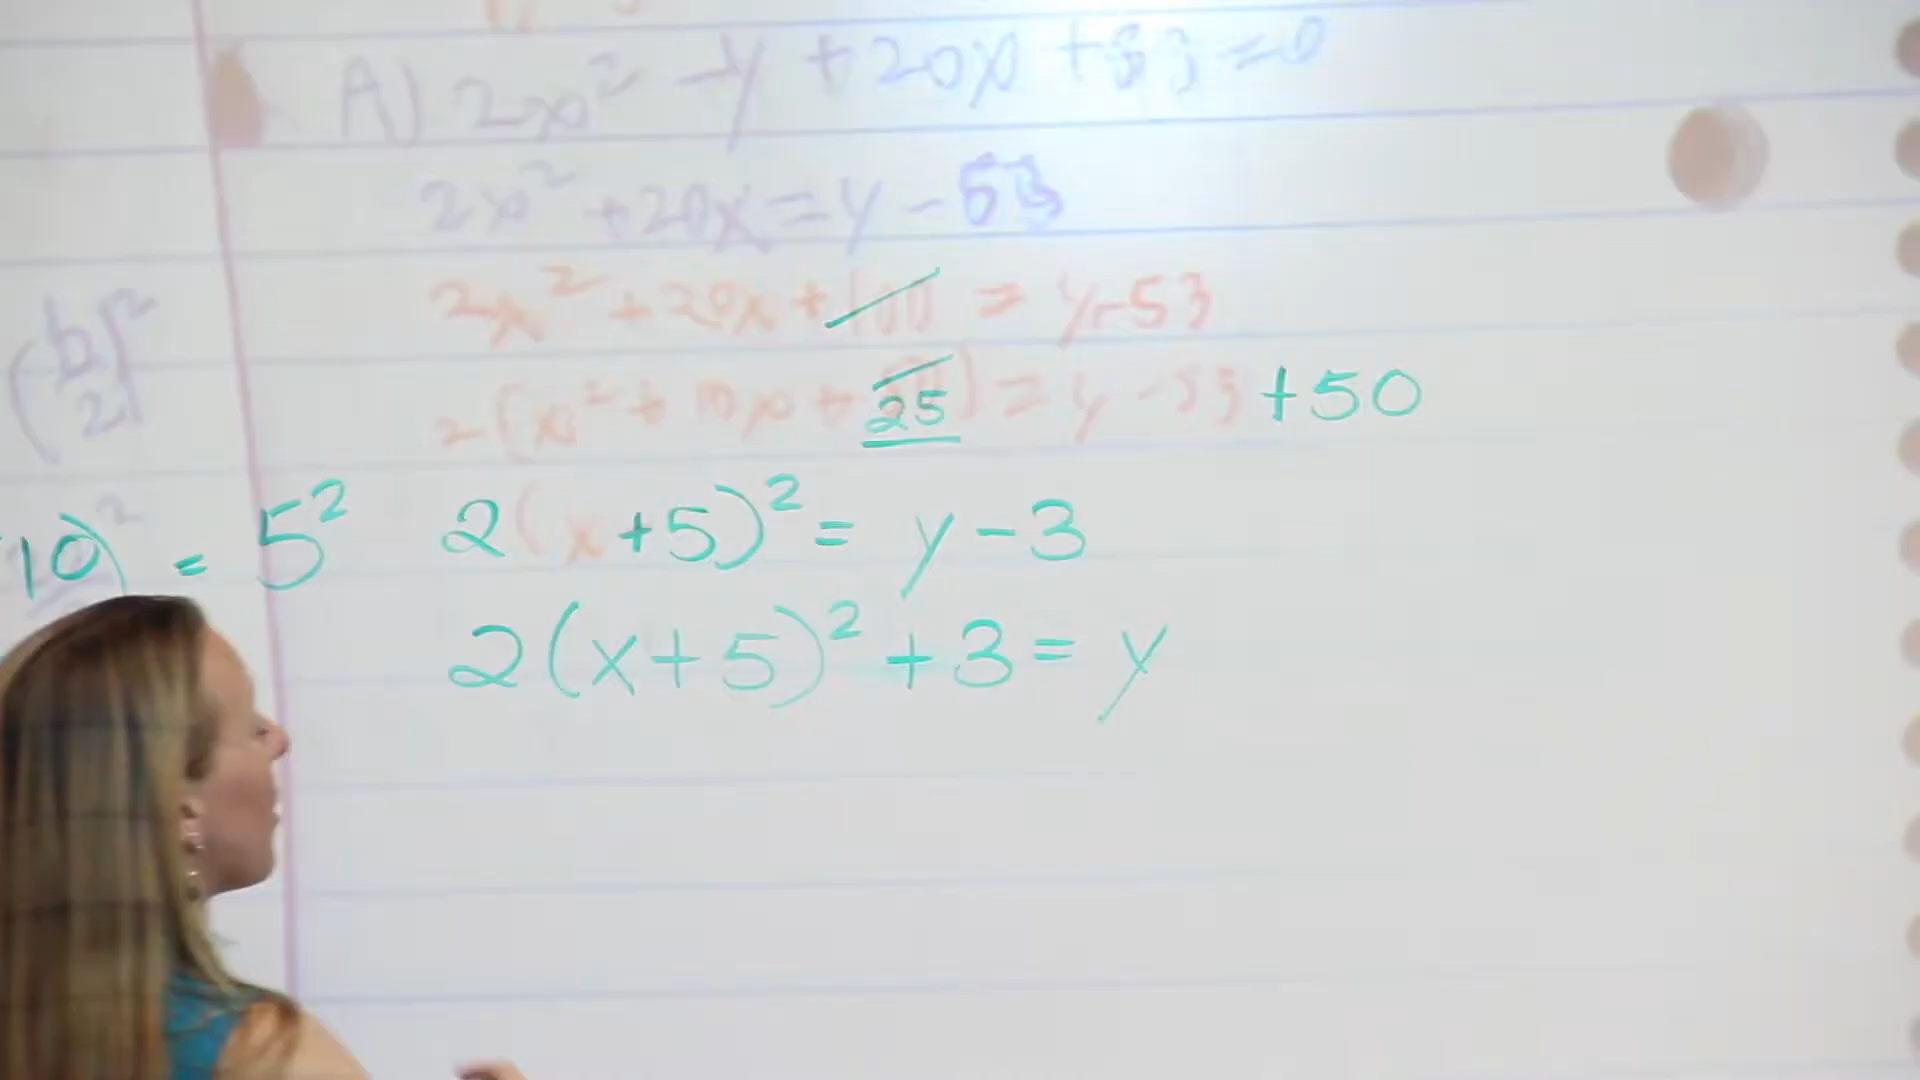 A) 2x² - y + 20x + 53 = 0
2x² + 20x = y - 53
2x² + 20x + 100 = y - 53
2(x² + 10x + 25) = y - 53 + 50
(b/2)²
10)² = 5²
2(x + 5)² = y - 3
2(x + 5)² + 3 = y